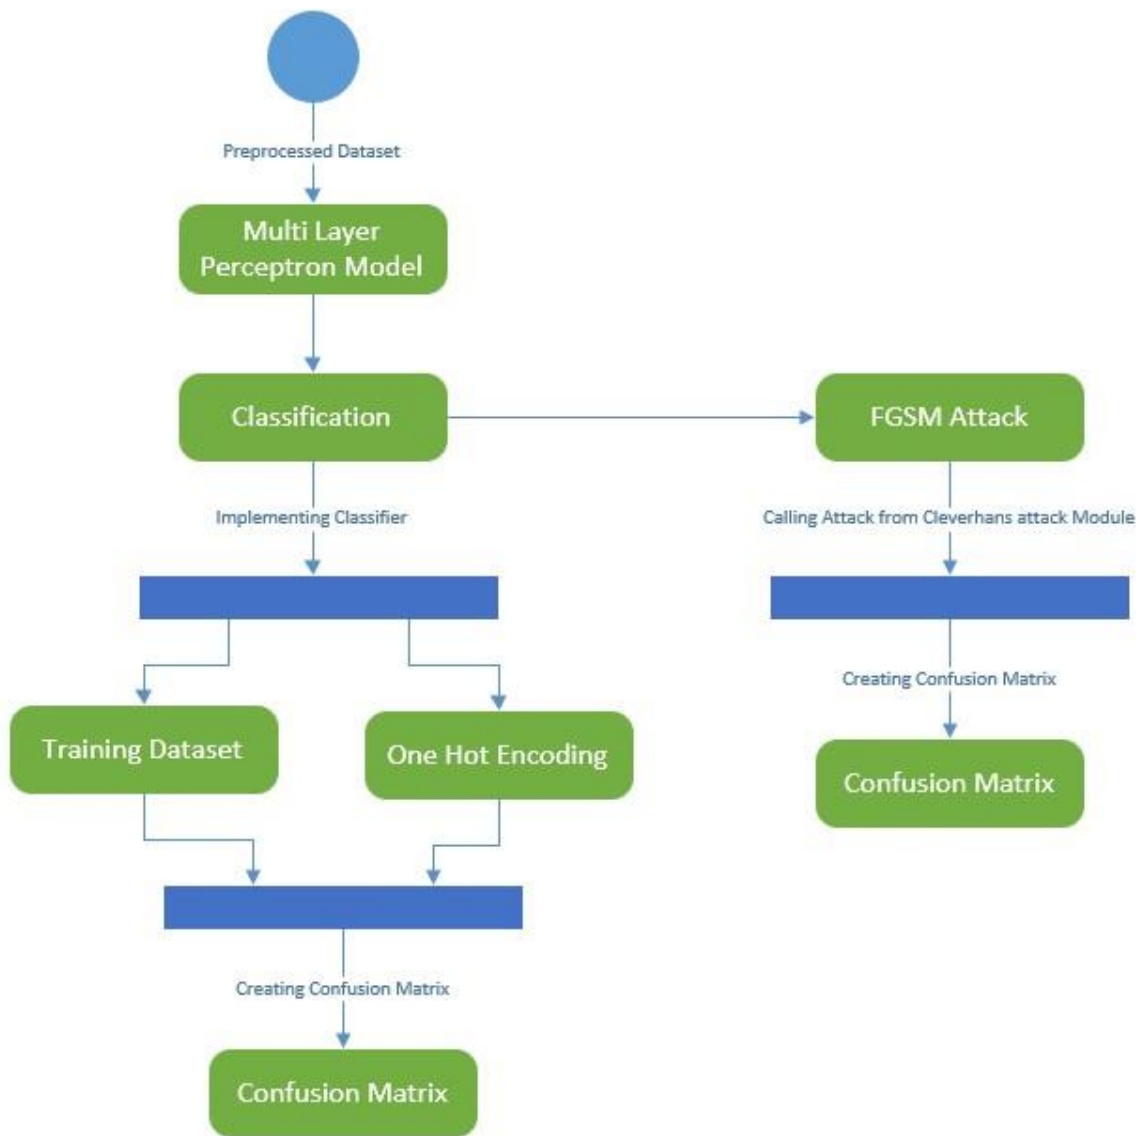 Preprocessed Dataset
Multi Layer
Perceptron Model
Classification
FGSM Attack
Implementing Classifier
Calling Attack from Cleverhans attack Module
Creating Confusion Matrix
Training Dataset
One Hot Encoding
Confusion Matrix
Creating Confusion Matrix
Confusion Matrix